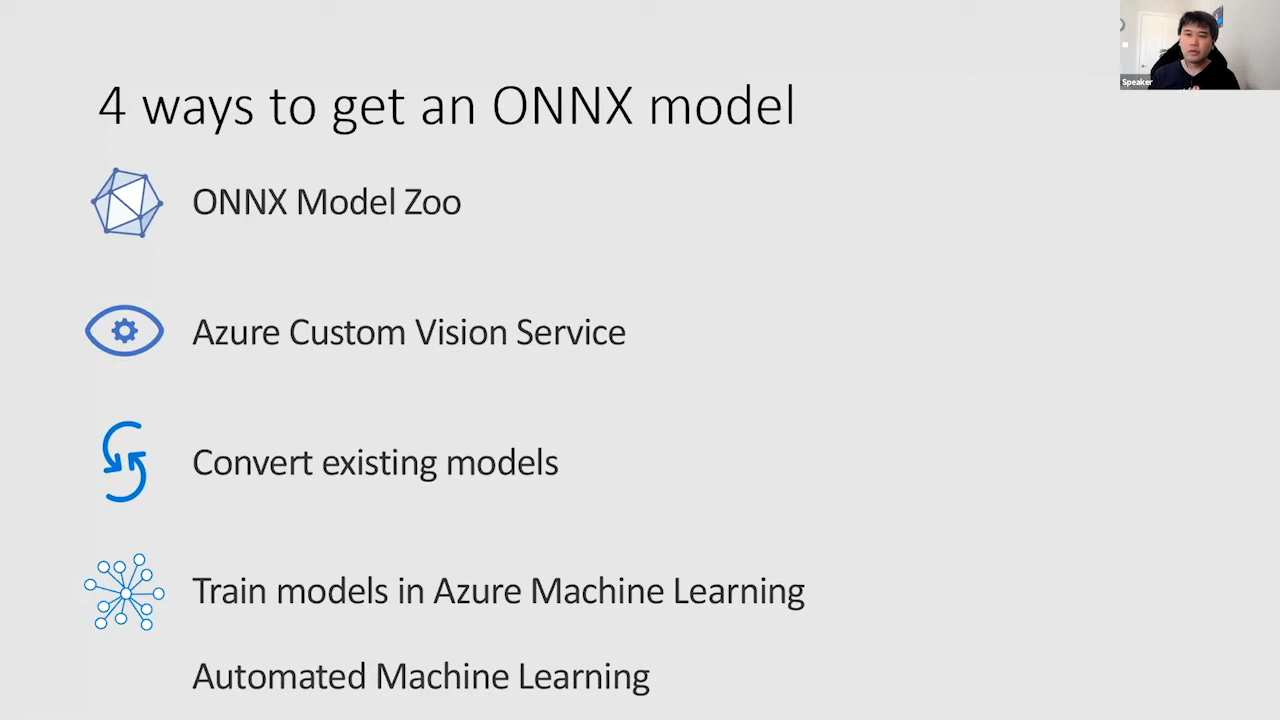 4 ways to get an ONNX model
Speaker
ONNX Model Zoo
Azure Custom Vision Service
Convert existing models
Train models in Azure Machine Learning
Automated Machine Learning